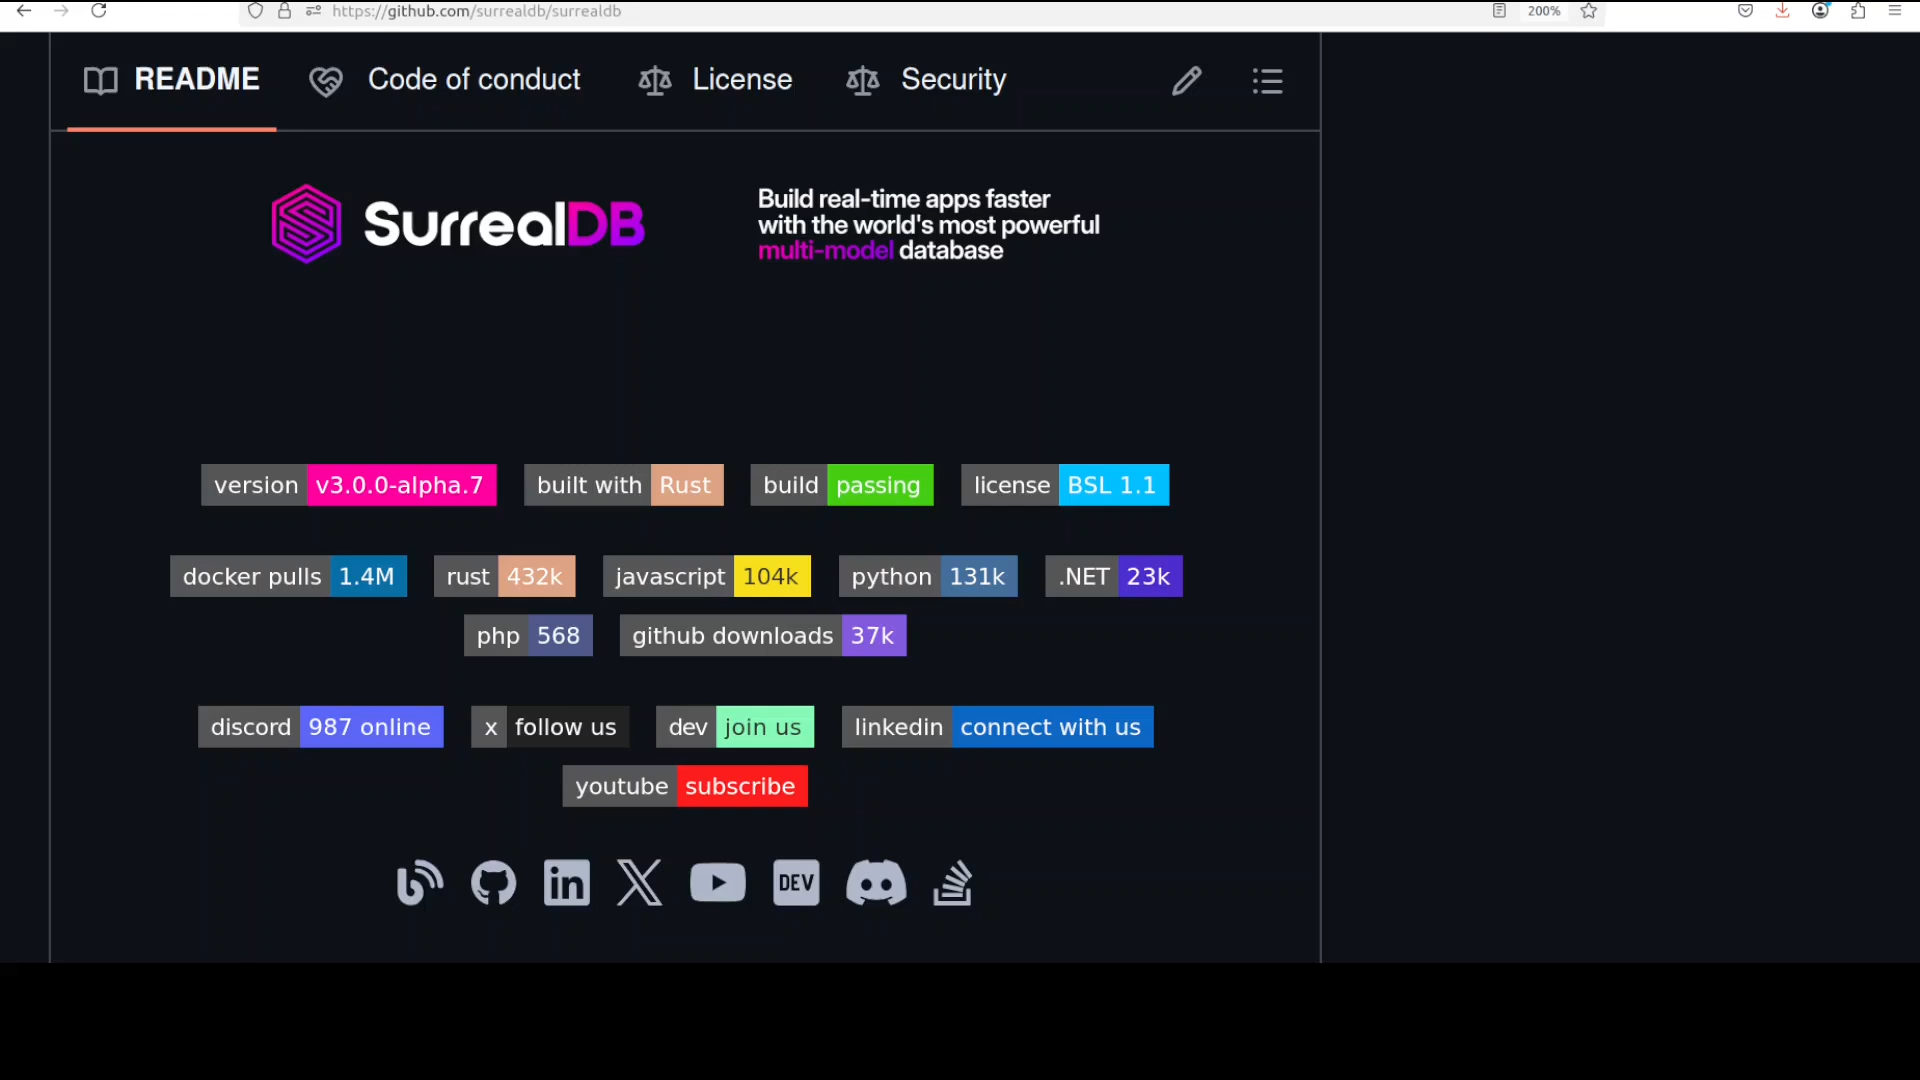 https://github.com/surrealdb/surrealdb
200%
README
Code of conduct
License
Security
SurrealDB
Build real-time apps faster
with the world's most powerful
multi-model database
version v3.0.0-alpha.7
built with Rust
build passing
license BSL 1.1
docker pulls 1.4M
rust 432k
javascript 104k
python 131k
.NET 23k
php 568
github downloads 37k
discord 987 online
x follow us
dev join us
linkedin connect with us
youtube subscribe
in
DEV